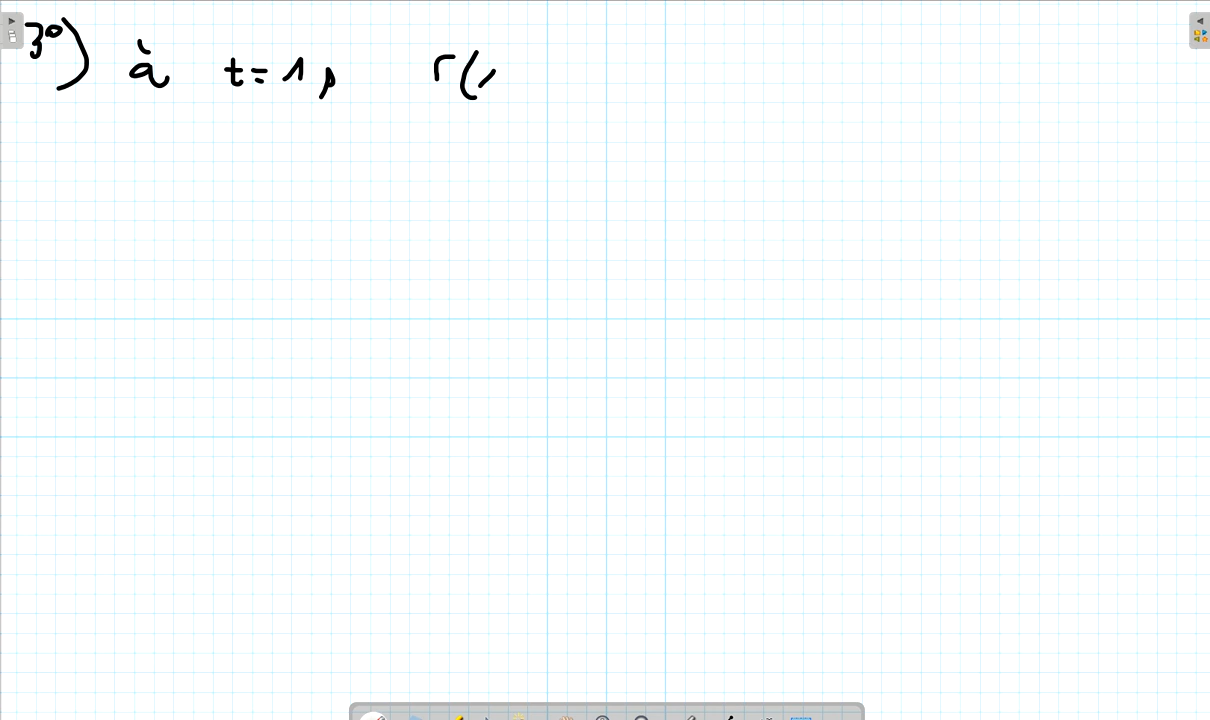 3°) à t=1, r(